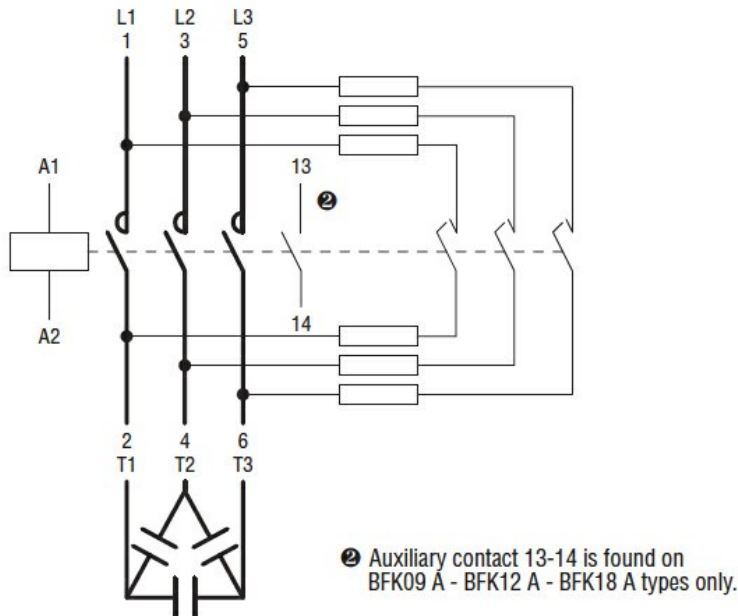 L1 L2 L3
1 3 5
A1
13
❷
A2
14
2 4 6
T1 T2 T3
❷ Auxiliary contact 13-14 is found on
BFK09 A - BFK12 A - BFK18 A types only.